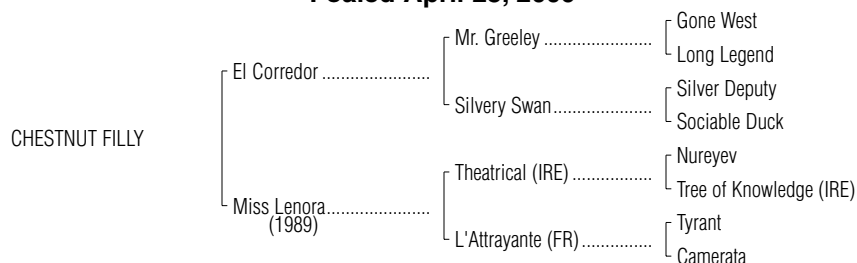 Foaled April
Gone West
Mr. Greeley ........................
Long Legend
El Corredor ........................
Silver Deputy
Silvery Swan......................
Sociable Duck
CHESTNUT FILLY
Nureyev
Theatrical (IRE) .................
Tree of Knowledge (IRE)
Miss Lenora.......................
(1989)
Tyrant
L'Attrayante (FR)...............
Camerata